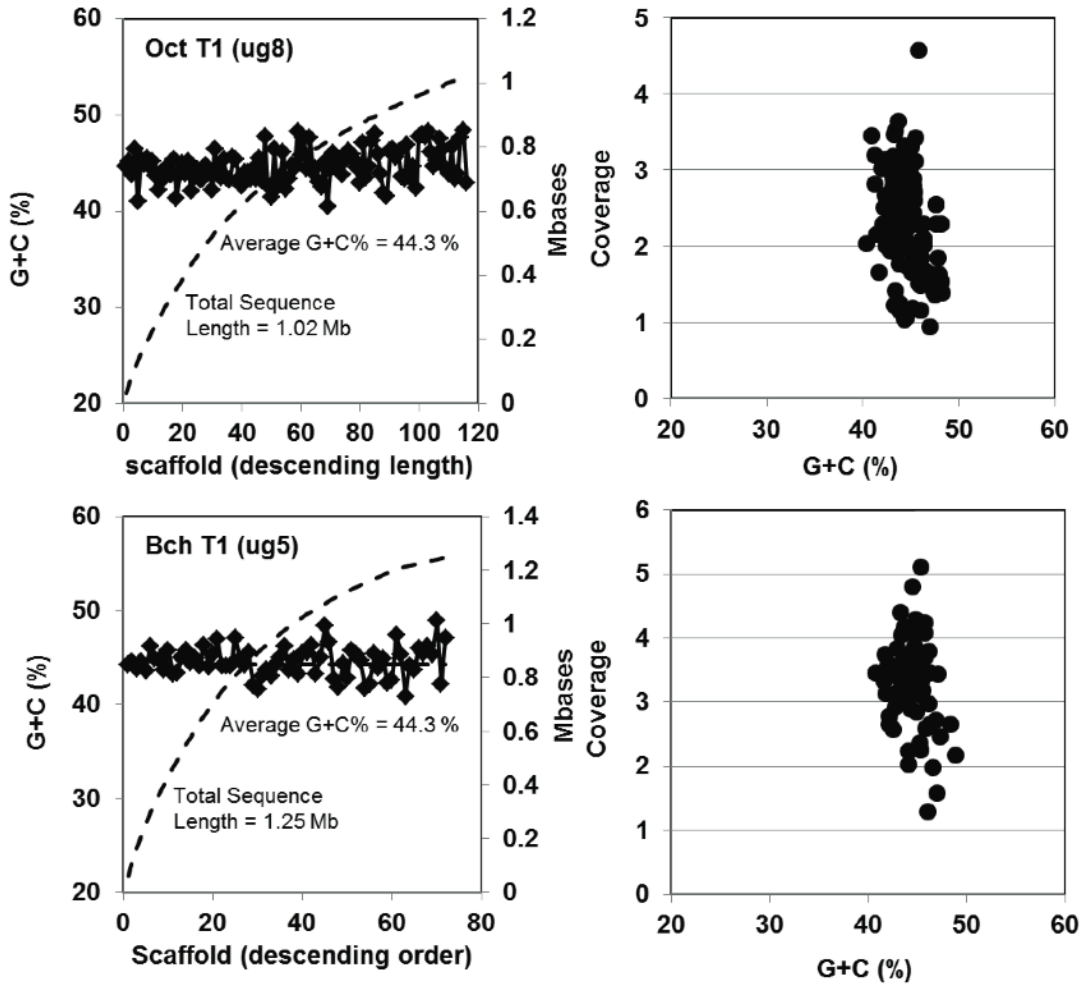 60
50
40
30
20
G+C (%)
Oct T1 (ug8)
Average G+C% = 44.3 %
Total Sequence
Length = 1.02 Mb
1.2
1
0.8
0.6
0.4
0.2
0
Mbases
0 20 40 60 80 100 120
scaffold (descending length)
5
4
3
2
1
0
Coverage
20 30 40 50 60
G+C (%)
60
50
40
30
20
G+C (%)
Bch T1 (ug5)
Average G+C% = 44.3 %
Total Sequence
Length = 1.25 Mb
1.4
1.2
1
0.8
0.6
0.4
0.2
0
Mbases
0 20 40 60 80
Scaffold (descending order)
6
5
4
3
2
1
0
Coverage
20 30 40 50 60
G+C (%)